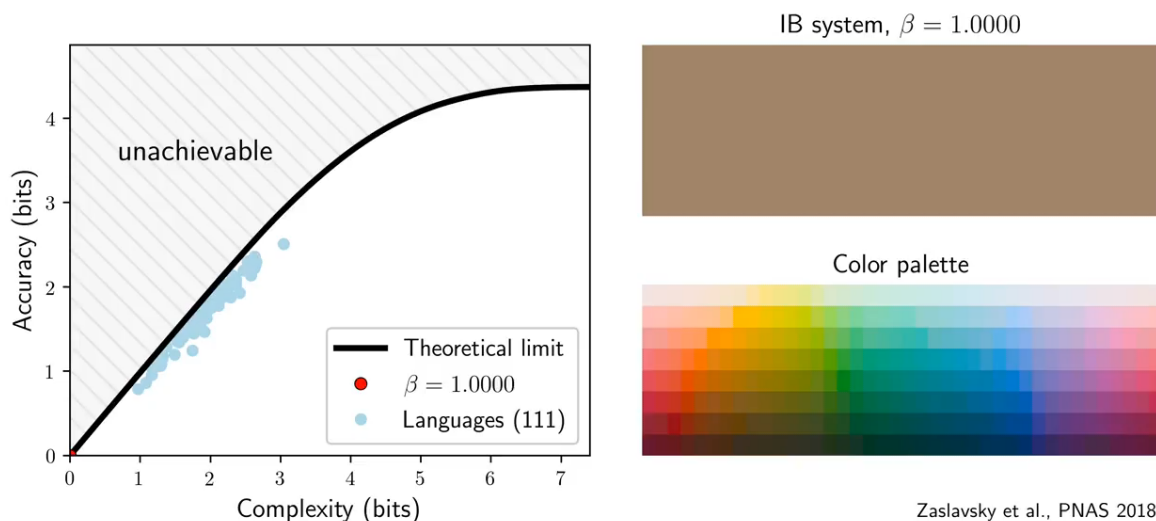 unachievable
Accuracy (bits)
4
3
2
1
0
0 1 2 3 4 5 6 7
Complexity (bits)
Theoretical limit
β = 1.0000
Languages (111)
IB system, β = 1.0000
Color palette
Zaslavsky et al., PNAS 2018